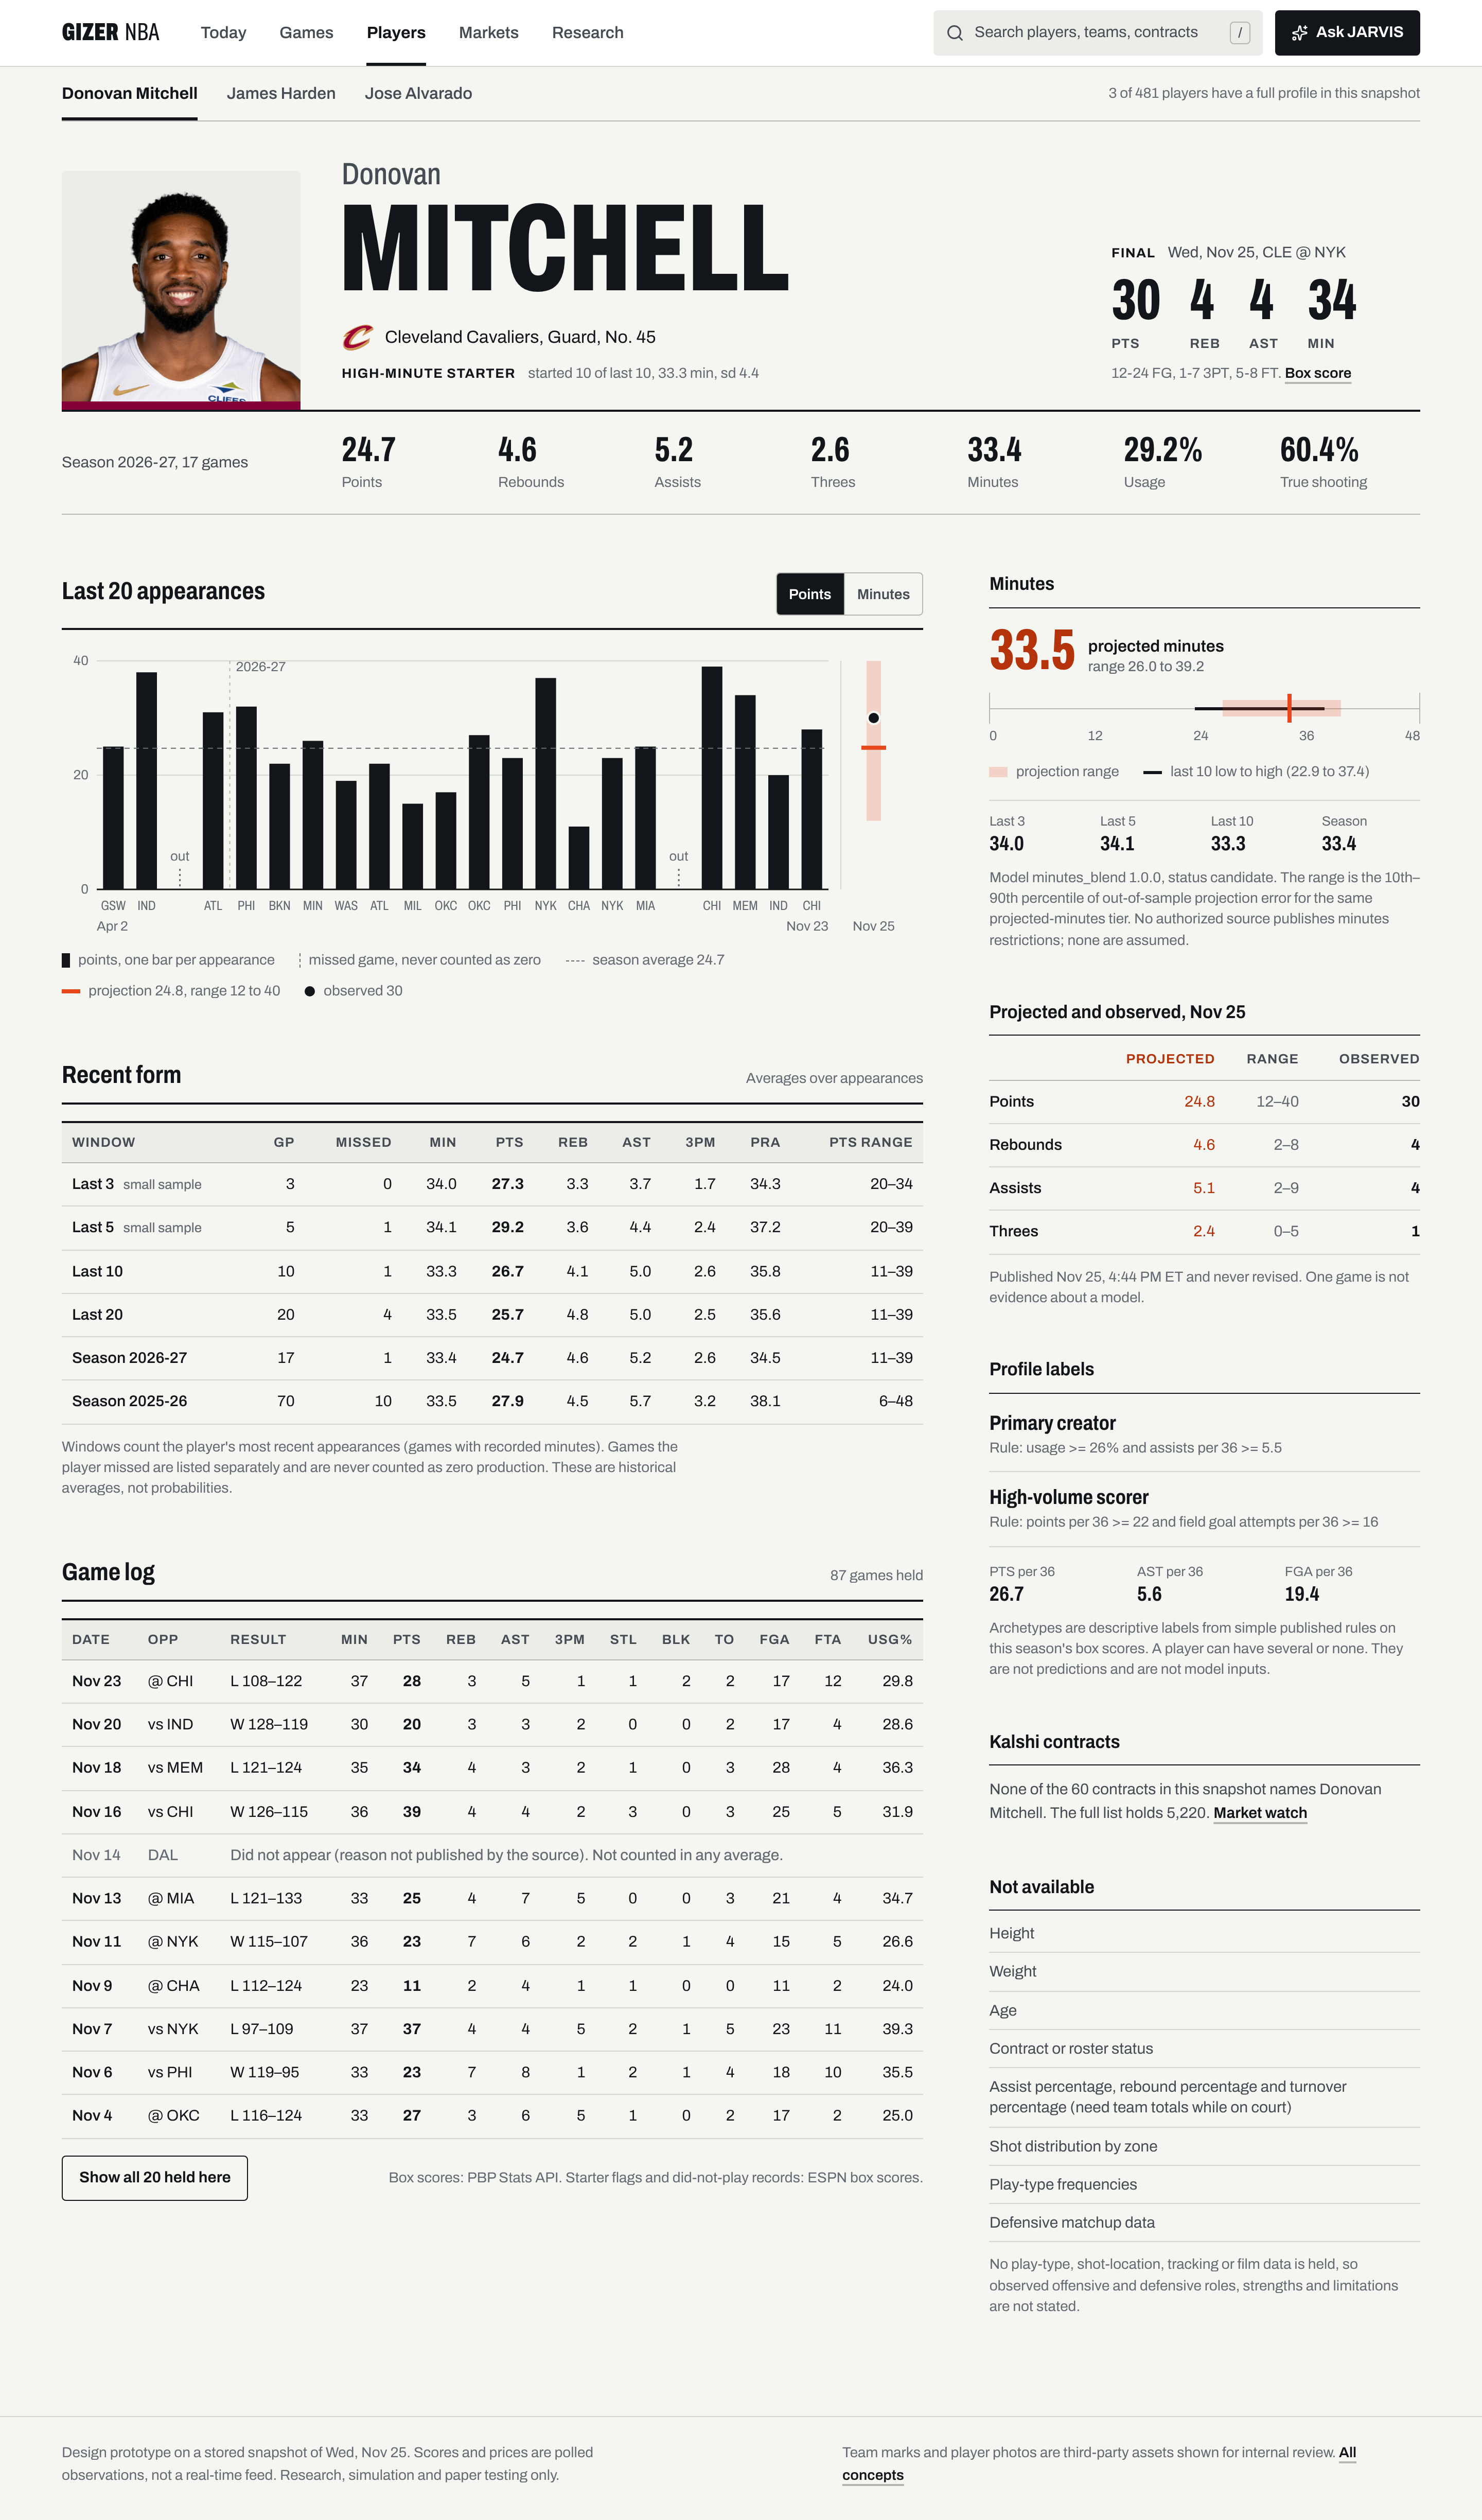 GIZER NBA
Today
Games
Players
Markets
Research
Search players, teams, contracts
/
Ask JARVIS
Donovan Mitchell
James Harden
Jose Alvarado
3 of 481 players have a full profile in this snapshot
Donovan
MITCHELL
Cleveland Cavaliers, Guard, No. 45
HIGH-MINUTE STARTER started 10 of last 10, 33.3 min, sd 4.4
FINAL Wed, Nov 25, CLE @ NYK
30 4 4 34
PTS REB AST MIN
12-24 FG, 1-7 3PT, 5-8 FT. Box score
Season 2026-27, 17 games
24.7 4.6 5.2 2.6 33.4 29.2% 60.4%
Points Rebounds Assists Threes Minutes Usage True shooting
Last 20 appearances
Points Minutes
40
2026-27
20
out
out
0
GSW IND ATL PHI BKN MIN WAS ATL MIL OKC OKC PHI NYK CHA NYK MIA CHI MEM IND CHI
Apr 2 Nov 23 Nov 25
points, one bar per appearance
missed game, never counted as zero
season average 24.7
projection 24.8, range 12 to 40
observed 30
Recent form
Averages over appearances
WINDOW GP MISSED MIN PTS REB AST 3PM PRA PTS RANGE
Last 3 small sample 3 0 34.0 27.3 3.3 3.7 1.7 34.3 20–34
Last 5 small sample 5 1 34.1 29.2 3.6 4.4 2.4 37.2 20–39
Last 10 10 1 33.3 26.7 4.1 5.0 2.6 35.8 11–39
Last 20 20 4 33.5 25.7 4.8 5.0 2.5 35.6 11–39
Season 2026-27 17 1 33.4 24.7 4.6 5.2 2.6 34.5 11–39
Season 2025-26 70 10 33.5 27.9 4.5 5.7 3.2 38.1 6–48
Windows count the player's most recent appearances (games with recorded minutes). Games the
player missed are listed separately and are never counted as zero production. These are historical
averages, not probabilities.
Game log
87 games held
DATE OPP RESULT MIN PTS REB AST 3PM STL BLK TO FGA FTA USG%
Nov 23 @ CHI L 108–122 37 28 3 5 1 1 2 2 17 12 29.8
Nov 20 vs IND W 128–119 30 20 3 3 2 0 0 2 17 4 28.6
Nov 18 vs MEM L 121–124 35 34 4 3 2 1 0 3 28 4 36.3
Nov 16 vs CHI W 126–115 36 39 4 4 2 3 0 3 25 5 31.9
Nov 14 DAL Did not appear (reason not published by the source). Not counted in any average.
Nov 13 @ MIA L 121–133 33 25 4 7 5 0 0 3 21 4 34.7
Nov 11 @ NYK W 115–107 36 23 7 6 2 2 1 4 15 5 26.6
Nov 9 @ CHA L 112–124 23 11 2 4 1 1 0 0 11 2 24.0
Nov 7 vs NYK L 97–109 37 37 4 4 5 2 1 5 23 11 39.3
Nov 6 vs PHI W 119–95 33 23 7 8 1 2 1 4 18 10 35.5
Nov 4 @ OKC L 116–124 33 27 3 6 5 1 0 2 17 2 25.0
Show all 20 held here
Box scores: PBP Stats API. Starter flags and did-not-play records: ESPN box scores.
Minutes
33.5
projected minutes
range 26.0 to 39.2
0 12 24 36 48
projection range
last 10 low to high (22.9 to 37.4)
Last 3 Last 5 Last 10 Season
34.0 34.1 33.3 33.4
Model minutes_blend 1.0.0, status candidate. The range is the 10th–
90th percentile of out-of-sample projection error for the same
projected-minutes tier. No authorized source publishes minutes
restrictions; none are assumed.
Projected and observed, Nov 25
PROJECTED RANGE OBSERVED
Points 24.8 12–40 30
Rebounds 4.6 2–8 4
Assists 5.1 2–9 4
Threes 2.4 0–5 1
Published Nov 25, 4:44 PM ET and never revised. One game is not
evidence about a model.
Profile labels
Primary creator
Rule: usage >= 26% and assists per 36 >= 5.5
High-volume scorer
Rule: points per 36 >= 22 and field goal attempts per 36 >= 16
PTS per 36 AST per 36 FGA per 36
26.7 5.6 19.4
Archetypes are descriptive labels from simple published rules on
this season's box scores. A player can have several or none. They
are not predictions and are not model inputs.
Kalshi contracts
None of the 60 contracts in this snapshot names Donovan
Mitchell. The full list holds 5,220. Market watch
Not available
Height
Weight
Age
Contract or roster status
Assist percentage, rebound percentage and turnover
percentage (need team totals while on court)
Shot distribution by zone
Play-type frequencies
Defensive matchup data
No play-type, shot-location, tracking or film data is held, so
observed offensive and defensive roles, strengths and limitations
are not stated.
Design prototype on a stored snapshot of Wed, Nov 25. Scores and prices are polled
observations, not a real-time feed. Research, simulation and paper testing only.
Team marks and player photos are third-party assets shown for internal review. All
concepts